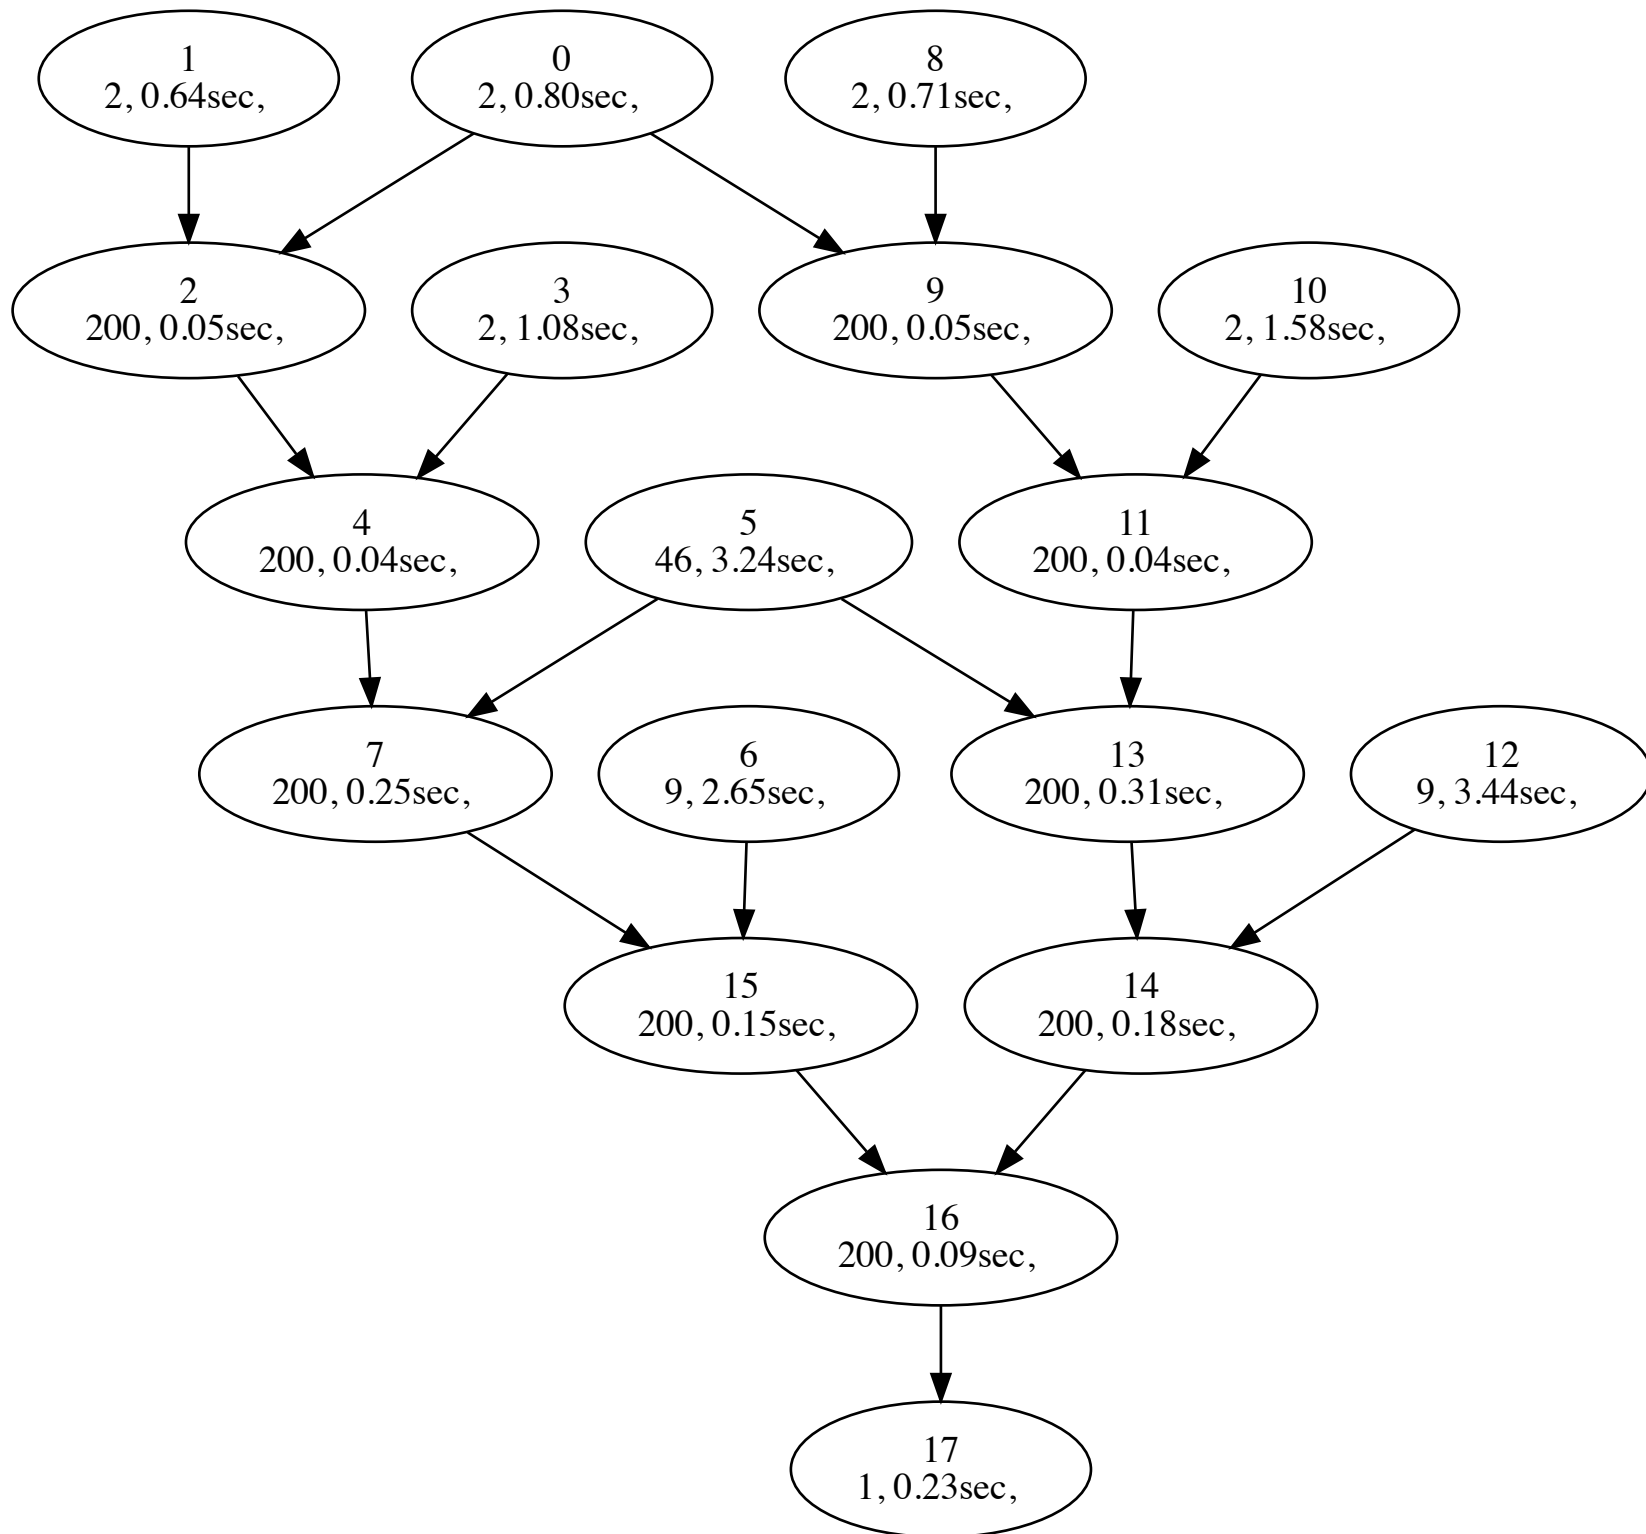 1
2, 0.64sec,
0
2, 0.80sec,
8
2, 0.71sec,
2
200, 0.05sec,
3
2, 1.08sec,
9
200, 0.05sec,
10
2, 1.58sec,
4
200, 0.04sec,
5
46, 3.24sec,
11
200, 0.04sec,
7
200, 0.25sec,
6
9, 2.65sec,
13
200, 0.31sec,
12
9, 3.44sec,
15
200, 0.15sec,
14
200, 0.18sec,
16
200, 0.09sec,
17
1, 0.23sec,